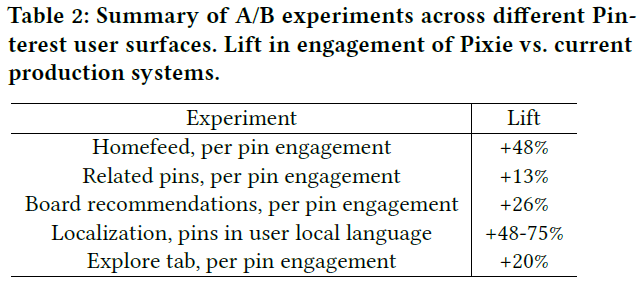 Table 2: Summary of A/B experiments across different Pin-
terest user surfaces. Lift in engagement of Pixie vs. current
production systems.
Experiment Lift
Homefeed, per pin engagement +48%
Related pins, per pin engagement +13%
Board recommendations, per pin engagement +26%
Localization, pins in user local language +48-75%
Explore tab, per pin engagement +20%